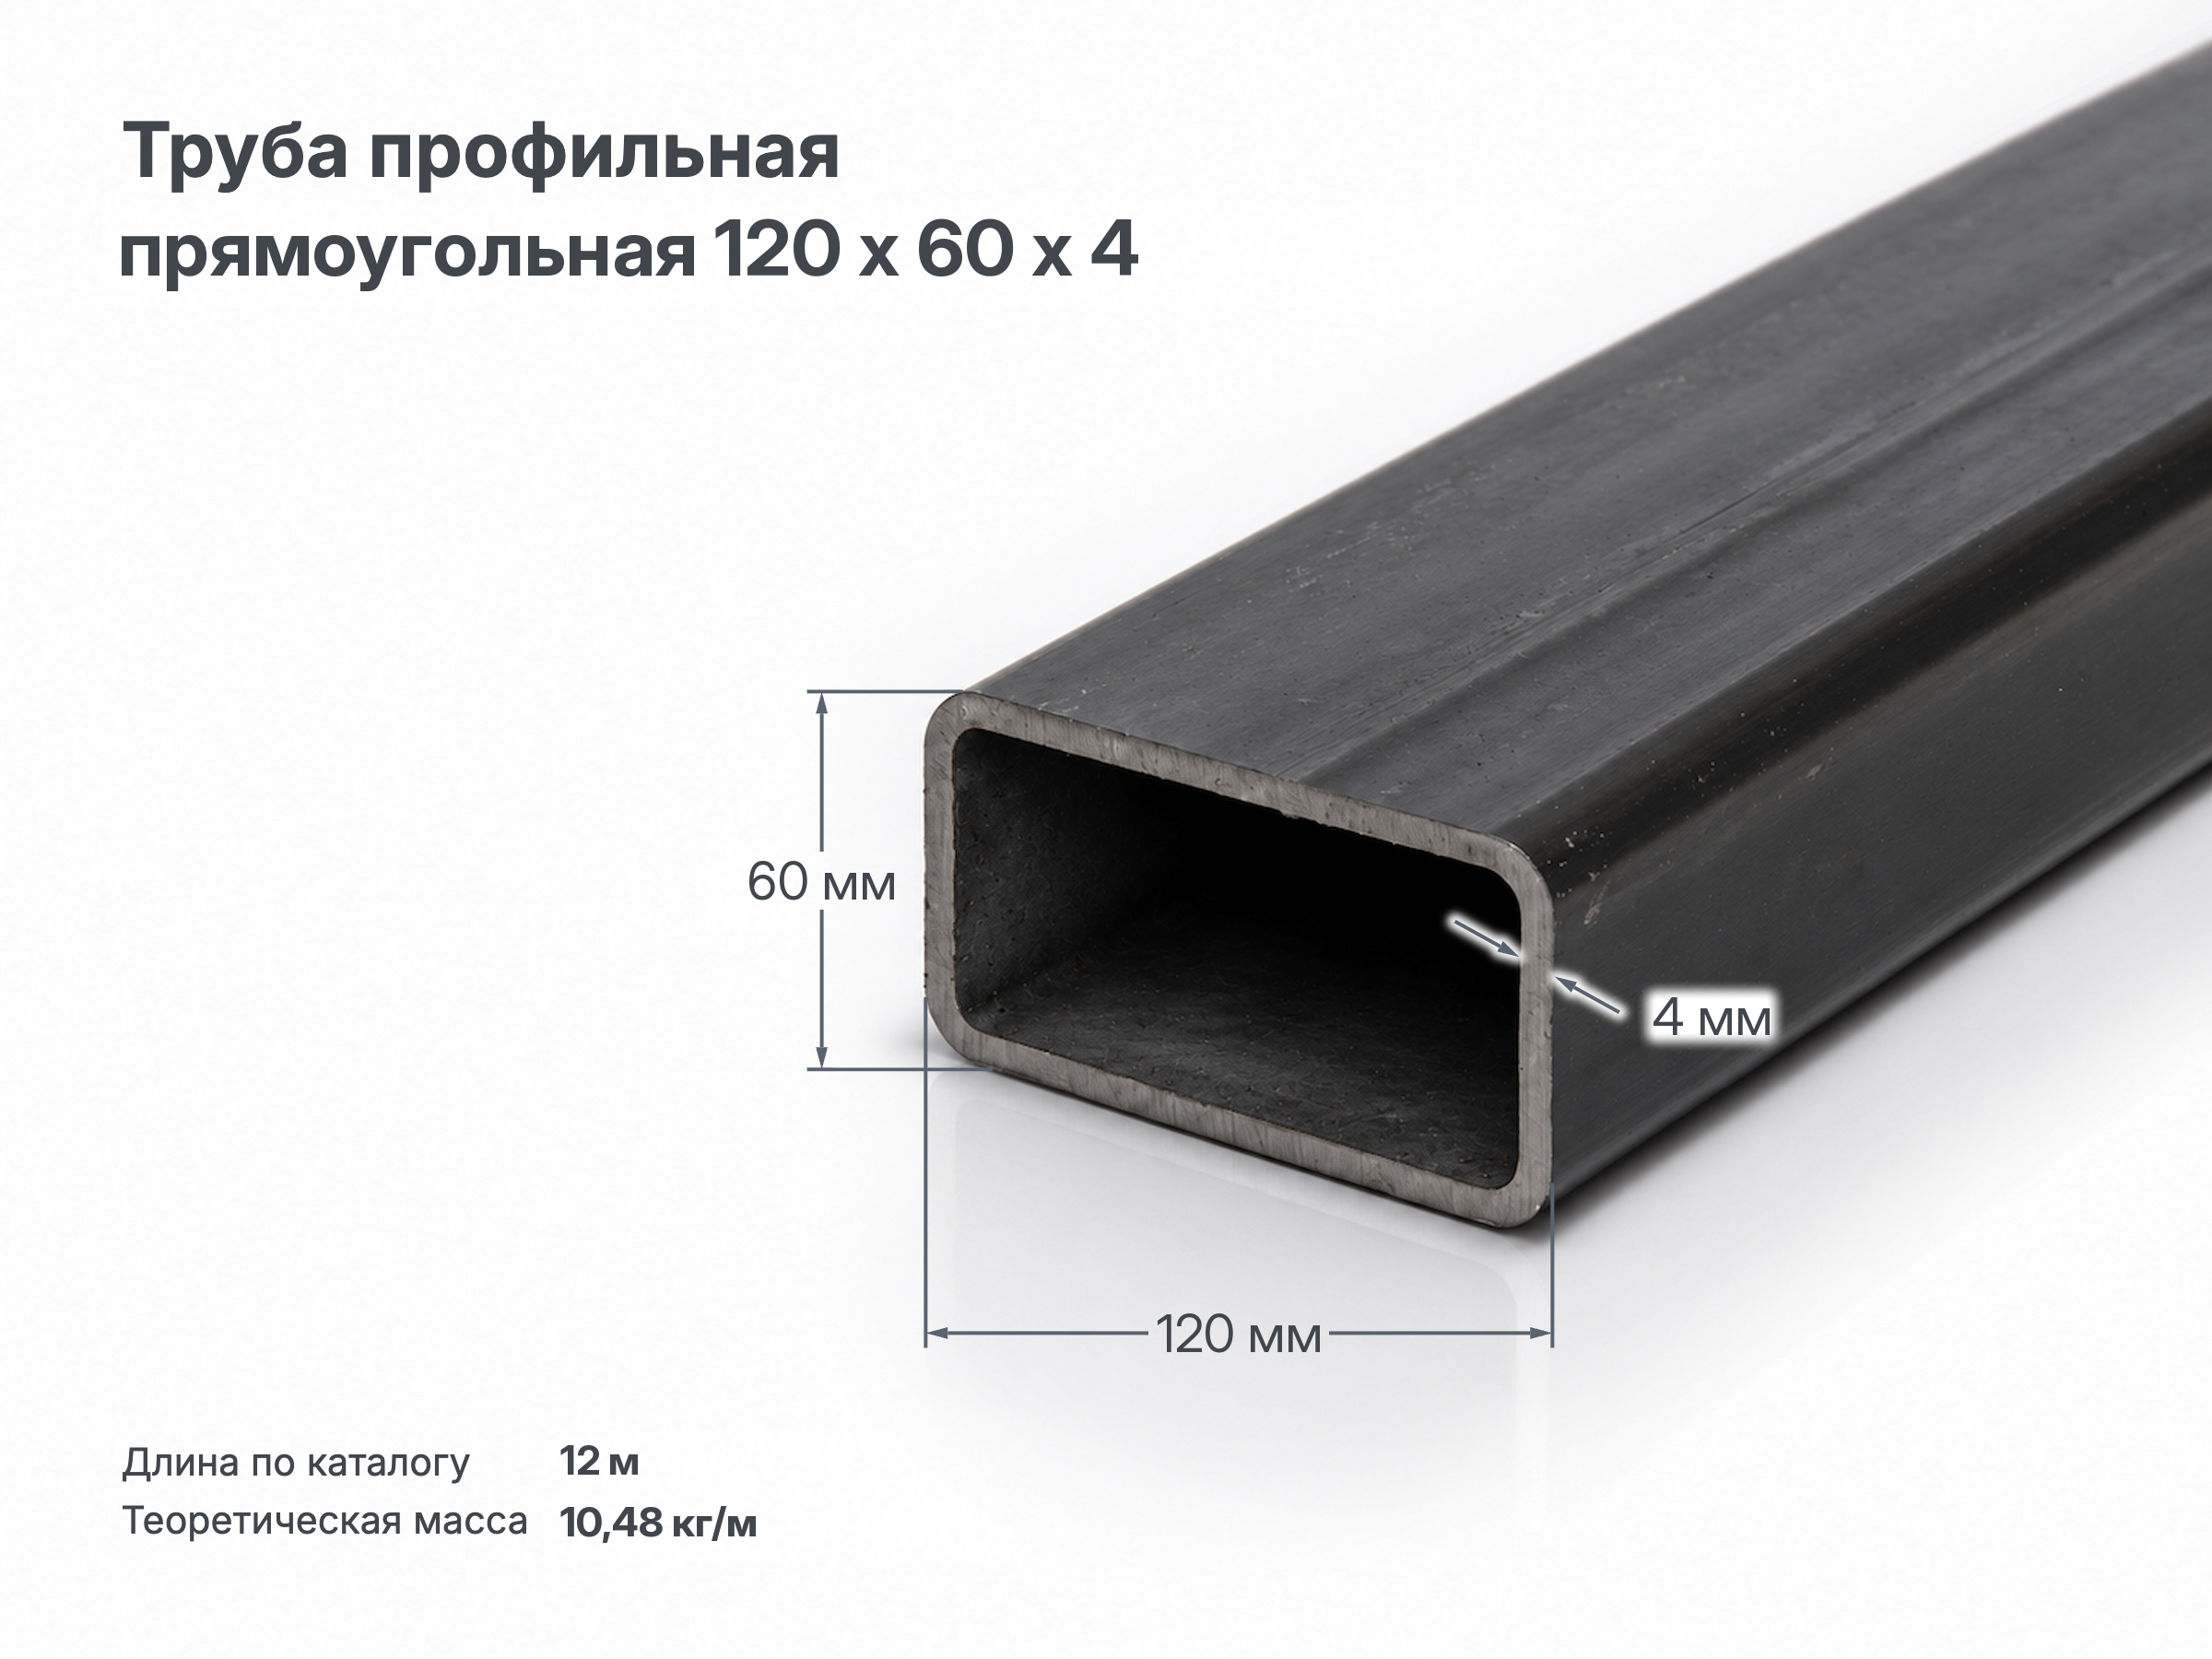 Труба профильная
прямоугольная 120 x 60 x 4
60 мм
4 мм
120 мм
Длина по каталогу 12 м
Теоретическая масса 10,48 кг/м